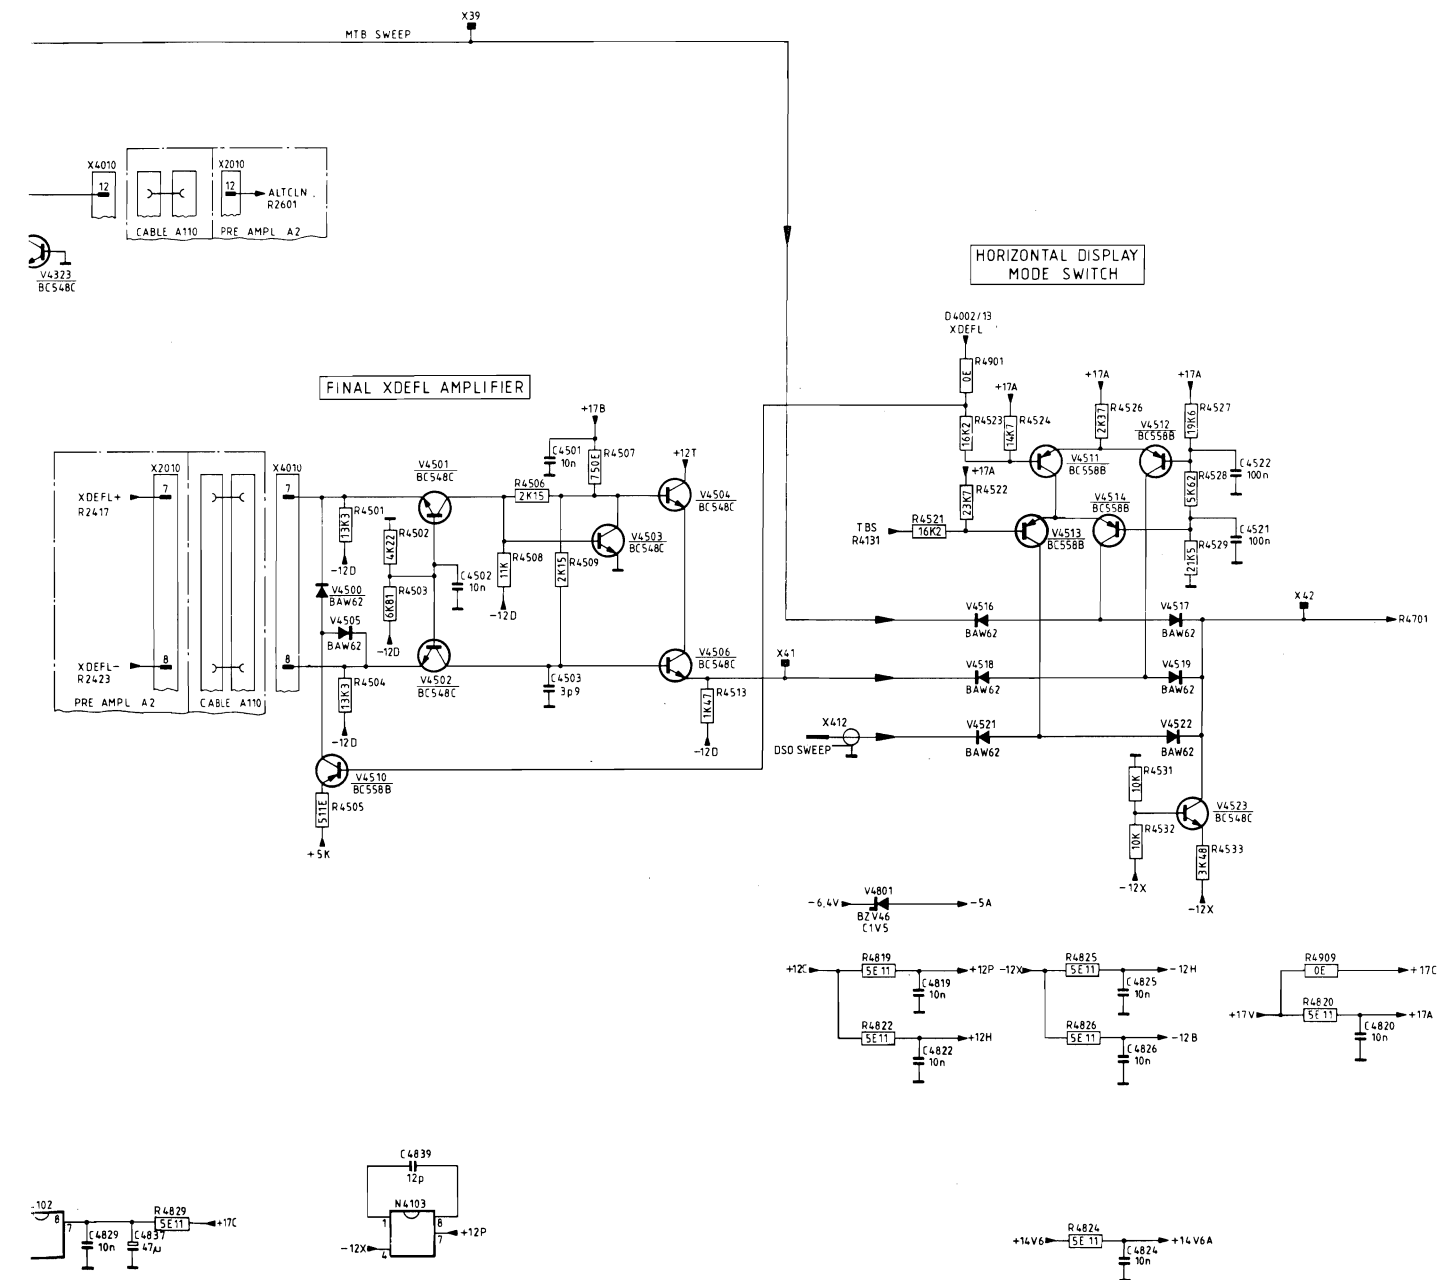 X39
MTB SWEEP
X4010
12
X2010
12
ALTCLN
R2601
CABLE A110
PRE AMPL A2
V4323
BC548C
HORIZONTAL DISPLAY
MODE SWITCH
D4002/13
XDEFL
R4901
0E
FINAL XDEFL AMPLIFIER
+17B
C4501
10n
R4507
750E
+12T
R4523
16K2
+17A
R4524
14K7
+17A
R4526
2K37
V4512
BC558B
+17A
R4527
19K6
V4511
BC558B
R4528
5K62
C4522
100n
+17A
R4522
23K7
V4514
BC558B
TBS
R4131
R4521
16K2
V4513
BC558B
R4529
21K5
C4521
100n
X2010
7
X4010
7
XDEFL+
R2417
R4501
13K3
-12D
R4502
4K22
V4501
BC548C
R4506
2K15
V4504
BC548C
V4503
BC548C
R4508
11K
-12D
R4509
2K15
C4502
10n
R4503
6K81
-12D
V4500
BAW62
V4505
BAW62
XDEFL-
R2423
8
8
R4504
13K3
-12D
V4502
BC548C
C4503
3p9
V4506
BC548C
R4513
1K47
-12D
X41
PRE AMPL A2
CABLE A110
V4516
BAW62
V4517
BAW62
X42
R4701
V4518
BAW62
V4519
BAW62
X412
DSO SWEEP
V4521
BAW62
V4522
BAW62
V4510
BC558B
R4505
511E
+5K
R4531
10K
R4532
10K
-12X
V4523
BC548C
R4533
3K48
-12X
-6,4V
V4801
BZV46
C1V5
-5A
+12C
R4819
5E11
+12P
C4819
10n
R4822
5E11
+12H
C4822
10n
-12X
R4825
5E11
-12H
C4825
10n
R4826
5E11
-12B
C4826
10n
R4909
0E
+17C
+17V
R4820
5E11
+17A
C4820
10n
C4839
12p
N4103
1
8
7
4
+12P
-12X
102
8
7
R4829
5E11
+17C
C4829
10n
C4837
47µ
+14V6
R4824
5E11
+14V6A
C4824
10n